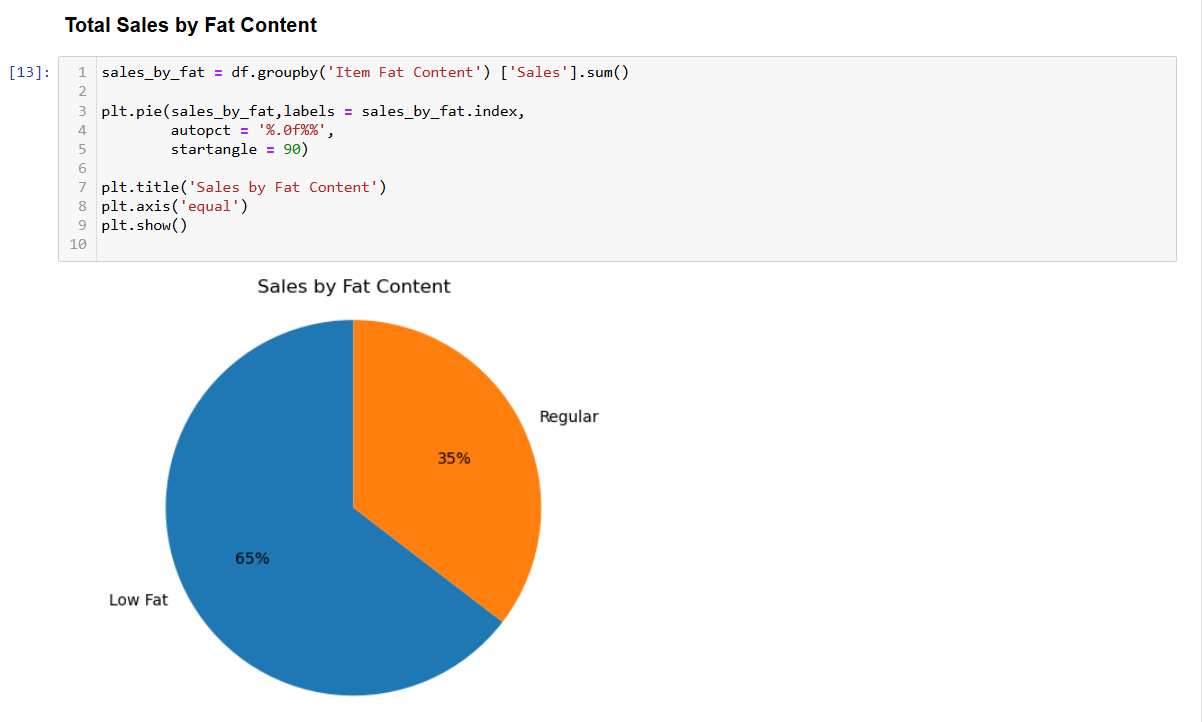 Total Sales by Fat Content
[13]:
1 sales_by_fat = df.groupby('Item Fat Content') ['Sales'].sum()
2
3 plt.pie(sales_by_fat,labels = sales_by_fat.index,
4         autopct = '%.0f%%',
5         startangle = 90)
6
7 plt.title('Sales by Fat Content')
8 plt.axis('equal')
9 plt.show()
10
Sales by Fat Content
Regular
35%
65%
Low Fat